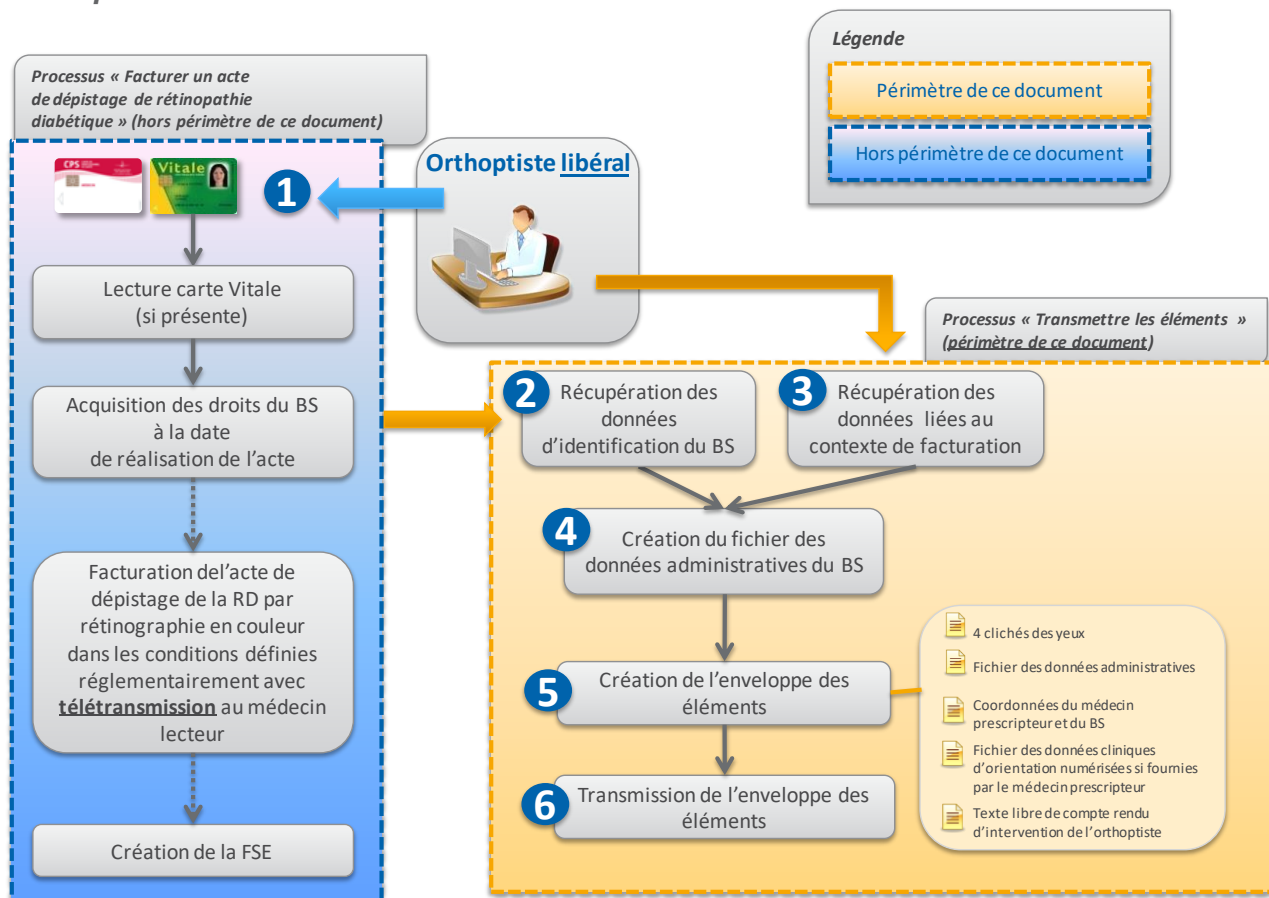 Légende
Périmètre de ce document
Hors périmètre de ce document
Processus « Facturer un acte
de dépistage de rétinopathie
diabétique » (hors périmètre de ce document)
CPS
Vitale
1
Orthoptiste libéral
Lecture carte Vitale
(si présente)
Acquisition des droits du BS
à la date
de réalisation de l'acte
Facturation del'acte de
dépistage de la RD par
rétinographie en couleur
dans les conditions définies
réglementairement avec
télétransmission au médecin
lecteur
Création de la FSE
Processus « Transmettre les éléments »
(périmètre de ce document)
2
Récupération des
données
d'identification du BS
3
Récupération des
données liées au
contexte de facturation
4
Création du fichier des
données administratives du BS
5
Création de l'enveloppe des
éléments
6
Transmission de l'enveloppe des
éléments
4 clichés des yeux
Fichier des données administratives
Coordonnées du médecin
prescripteur et du BS
Fichier des données cliniques
d'orientation numérisées si fournies
par le médecin prescripteur
Texte libre de compte rendu
d'intervention de l'orthoptiste